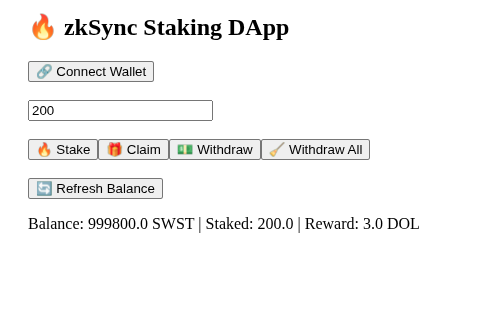 🔥 zkSync Staking DApp
🔗 Connect Wallet
200
🔥 Stake 🎁 Claim 💵 Withdraw 🧹 Withdraw All
🔄 Refresh Balance
Balance: 999800.0 SWST | Staked: 200.0 | Reward: 3.0 DOL